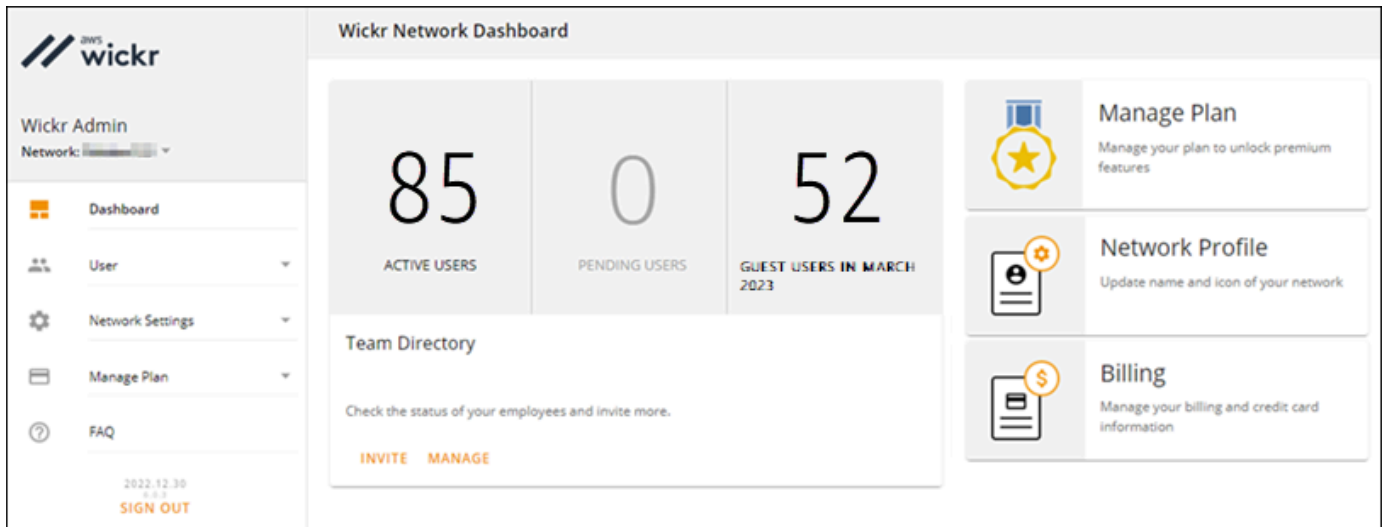 aws
wickr
Wickr Admin
Network:
Dashboard
User
Network Settings
Manage Plan
FAQ
2022.12.30
SIGN OUT
Wickr Network Dashboard
85
ACTIVE USERS
0
PENDING USERS
52
GUEST USERS IN MARCH
2023
Team Directory
Check the status of your employees and invite more.
INVITE MANAGE
Manage Plan
Manage your plan to unlock premium
features
Network Profile
Update name and icon of your network
Billing
Manage your billing and credit card
information